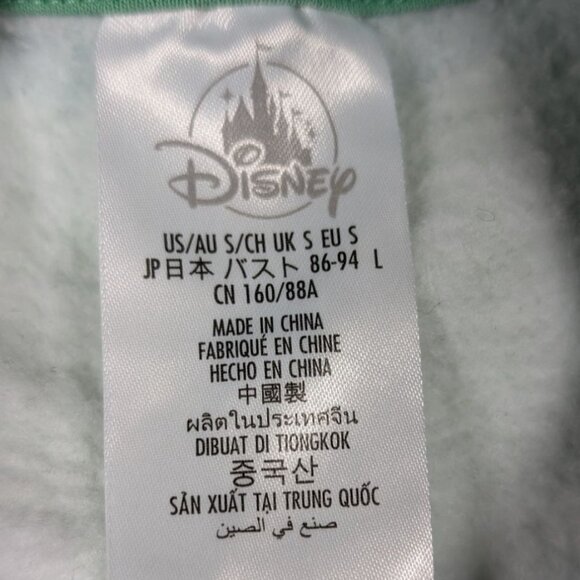 Disney
US/AU S/CH UK S EU S
JP日本 バスト 86-94 L
CN 160/88A
MADE IN CHINA
FABRIQUÉ EN CHINE
HECHO EN CHINA
中國製
ผลิตในประเทศจีน
DIBUAT DI TIONGKOK
중국산
SẢN XUẤT TẠI TRUNG QUỐC
صنع في الصين